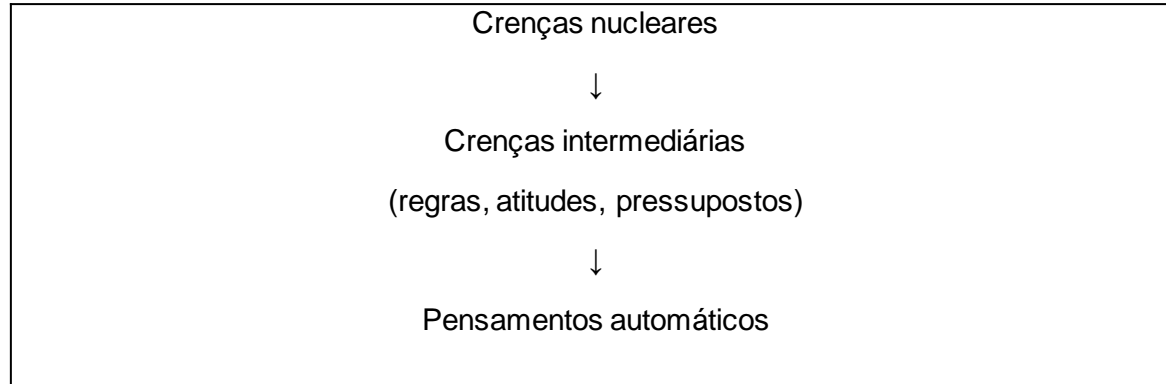 Crenças nucleares
↓
Crenças intermediárias
(regras, atitudes, pressupostos)
↓
Pensamentos automáticos